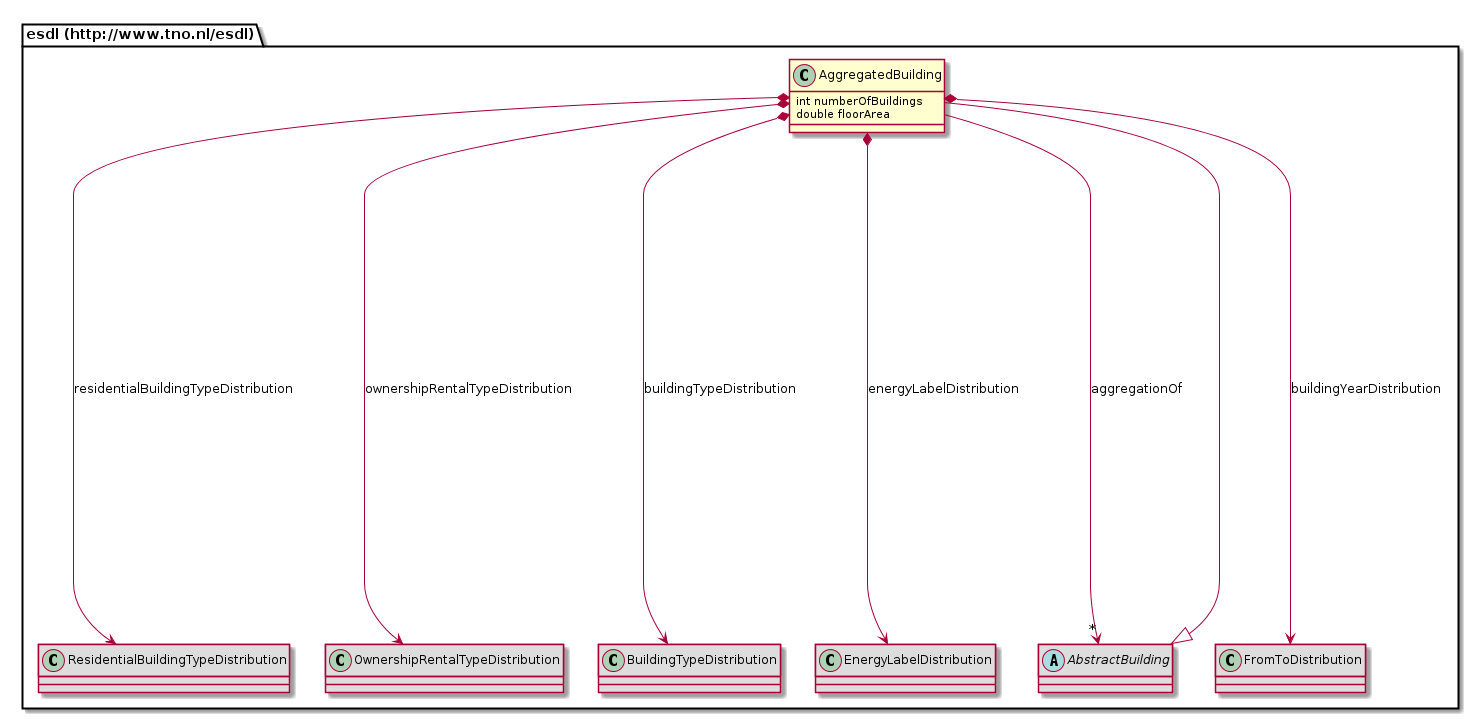 esdl (http://www.tno.nl/esdl)
C AggregatedBuilding
int numberOfBuildings
double floorArea
residentialBuildingTypeDistribution
ownershipRentalTypeDistribution
buildingTypeDistribution
energyLabelDistribution
aggregationOf
buildingYearDistribution
*
C ResidentialBuildingTypeDistribution
C OwnershipRentalTypeDistribution
C BuildingTypeDistribution
C EnergyLabelDistribution
A AbstractBuilding
C FromToDistribution